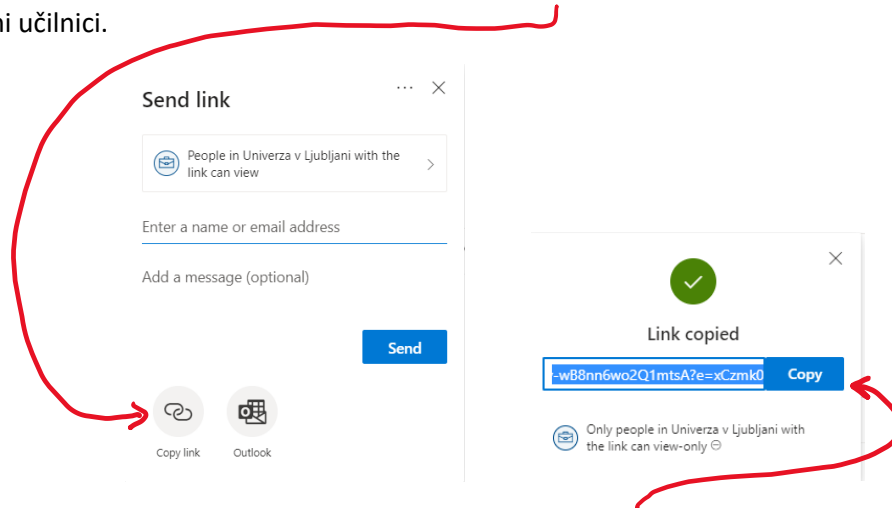 ni učilnici.
Send link
People in Univerza v Ljubljani with the
link can view
Enter a name or email address
Add a message (optional)
Send
Copy link
Outlook
Link copied
-wB8nn6wo2Q1mtsA?e=xCzmk0
Copy
Only people in Univerza v Ljubljani with
the link can view-only